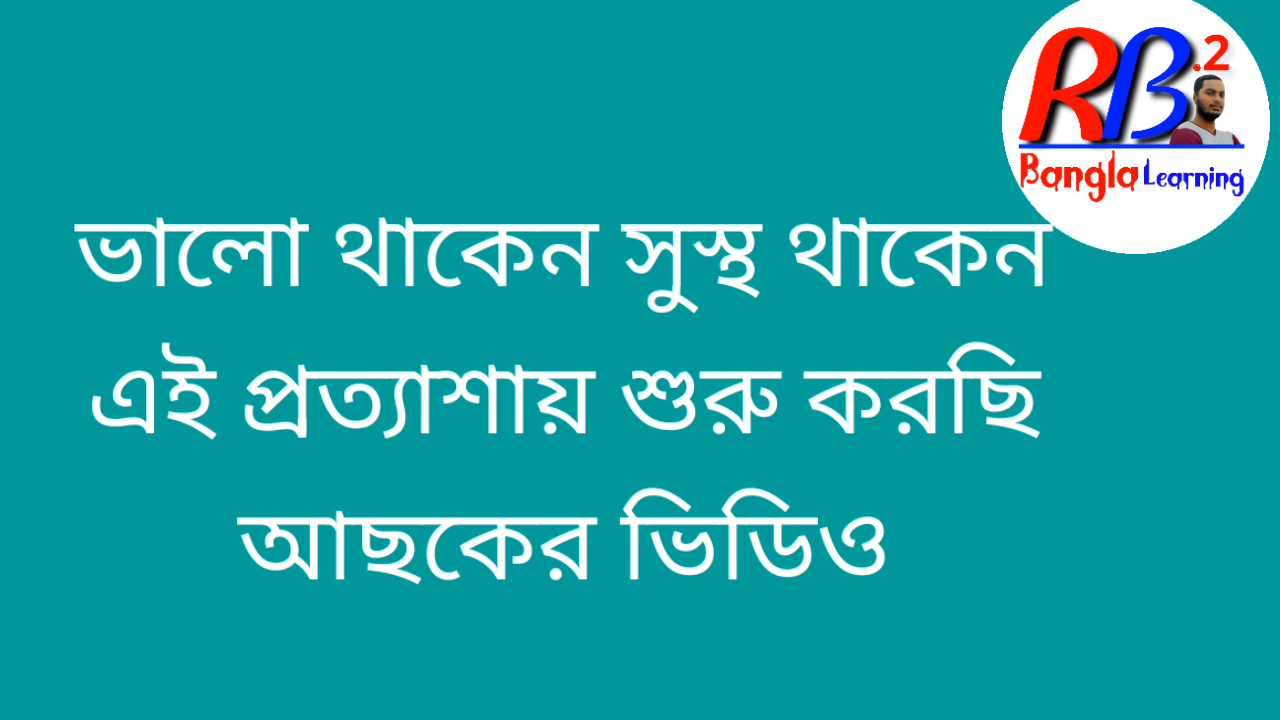 RB.2
Bangla Learning
ভালো থাকেন সুস্থ থাকেন
এই প্রত্যাশায় শুরু করছি
আছকের ভিডিও